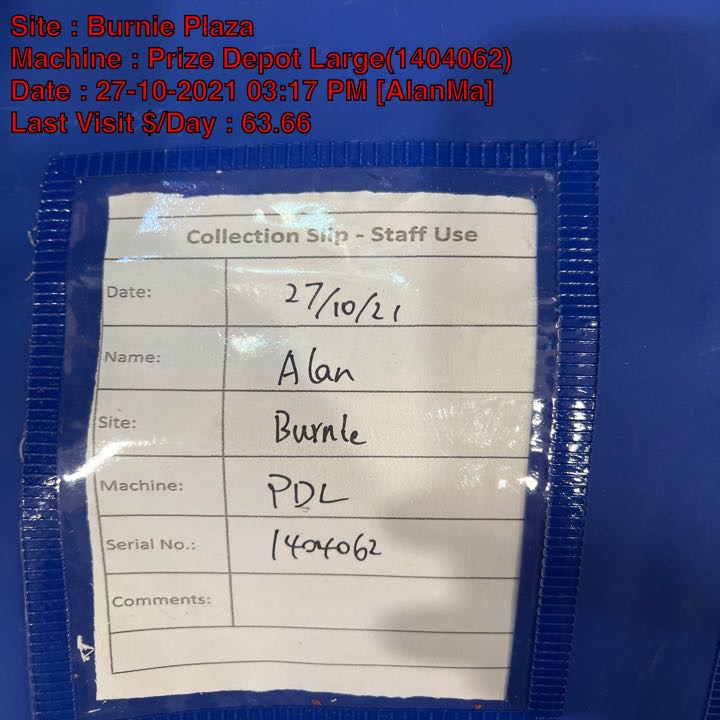 Site : Burnie Plaza
Machine : Prize Depot Large(1404062)
Date : 27-10-2021 03:17 PM [AlanMa]
Last Visit $/Day : 63.66
Collection Slip - Staff Use
Date: 27/10/21
Name: Alan
Site: Burnie
Machine: PDL
Serial No.: 1404062
Comments: